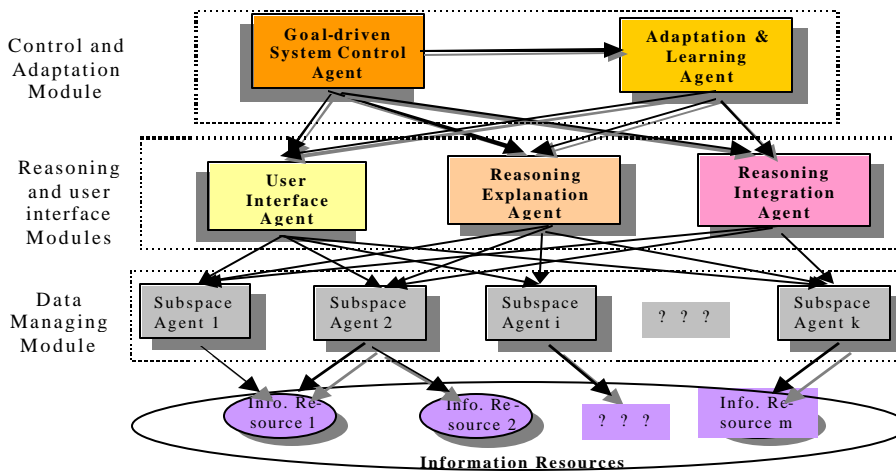 Control and
Adaptation
Module
Goal-driven
System Control
Agent
Adaptation &
Learning
Agent
Reasoning
and user
interface
Modules
User
Interface
Agent
Reasoning
Explanation
Agent
Reasoning
Integration
Agent
Data
Managing
Module
Subspace
Agent 1
Subspace
Agent 2
Subspace
Agent i
? ? ?
Subspace
Agent k
Info. Re-
source 1
Info. Re-
source 2
? ? ?
Info. Re-
source m
Information Resources